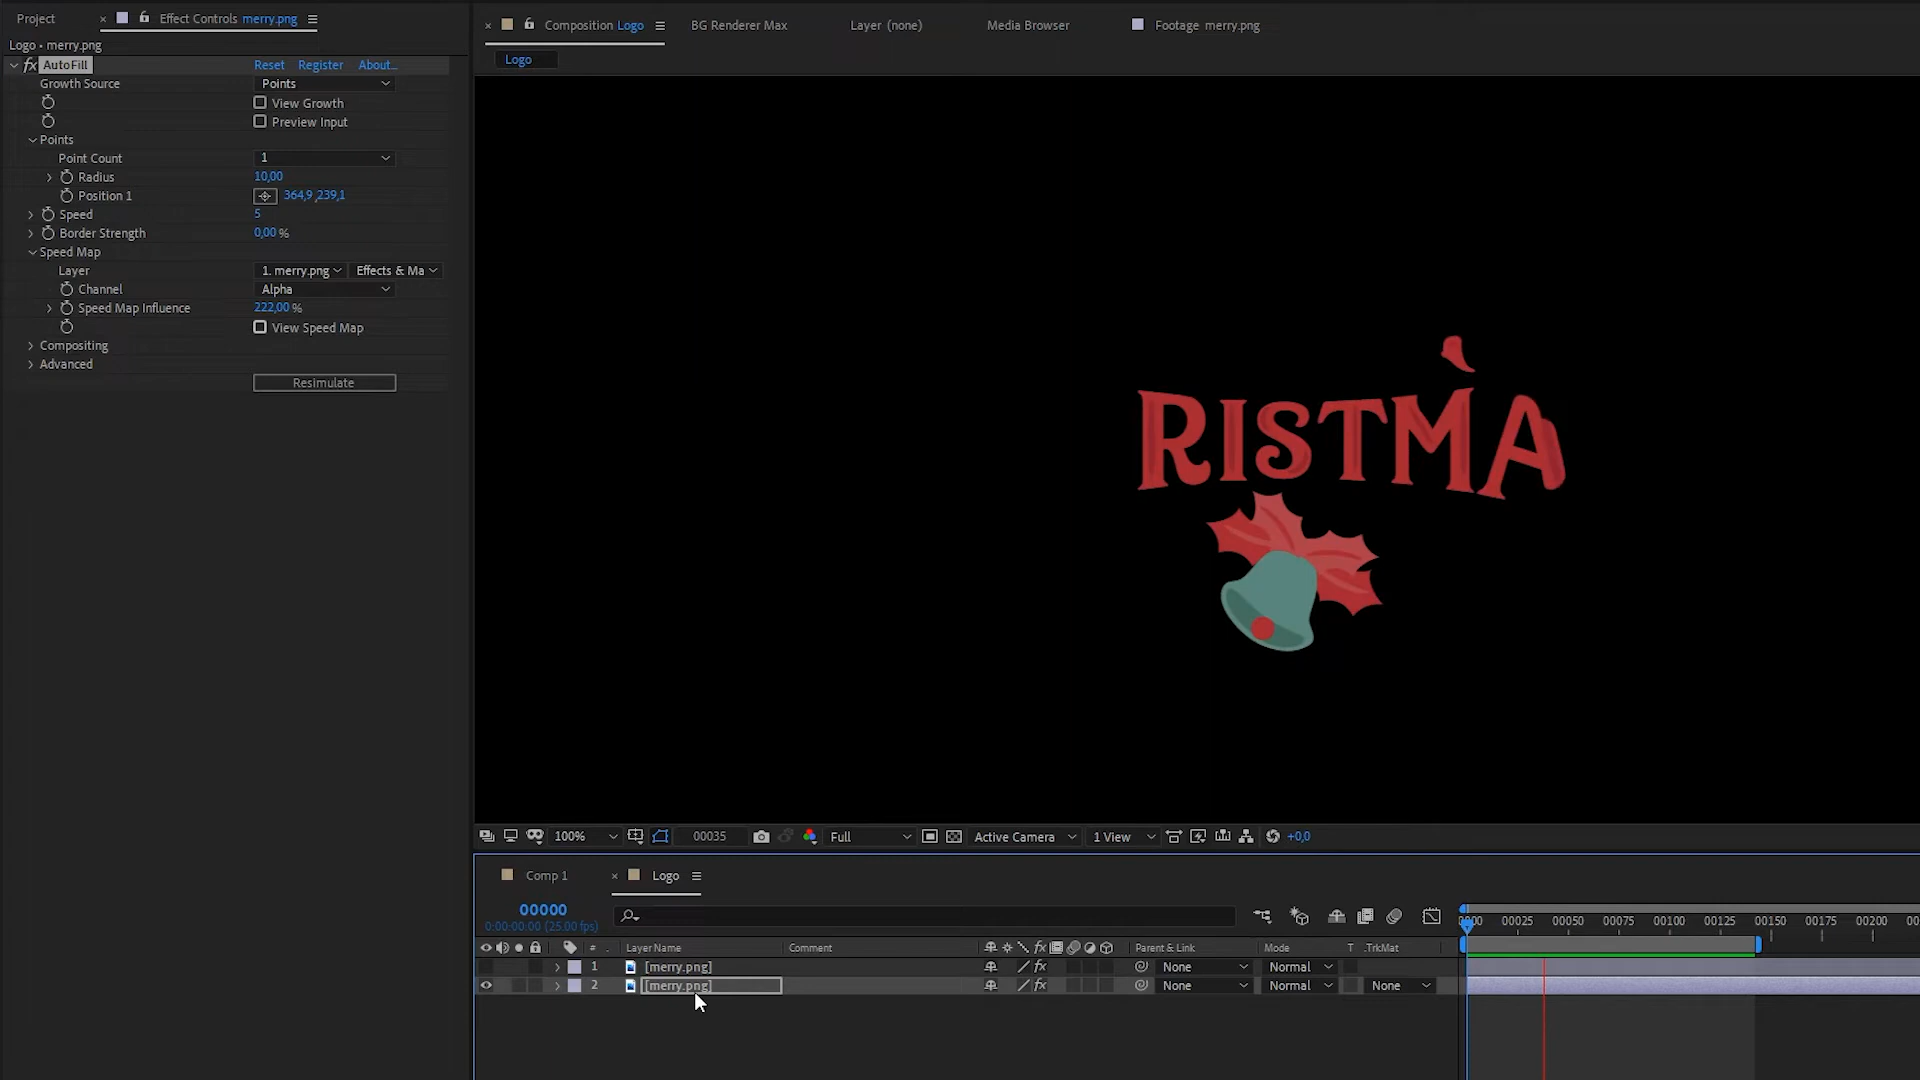 Project
× Effect Controls merry.png
Logo • merry.png
fx AutoFill Reset Register About...
Growth Source Points
View Growth
Preview Input
Points
Point Count 1
Radius 10,00
Position 1 364,9 ,239,1
Speed 5
Border Strength 0,00 %
Speed Map
Layer 1. merry.png Effects & Ma
Channel Alpha
Speed Map Influence 222,00 %
View Speed Map
Compositing
Advanced
Resimulate
× Composition Logo BG Renderer Max Layer (none) Media Browser Footage merry.png
Logo
RISTMA
100% 00035 Full Active Camera 1 View +0,0
Comp 1 × Logo
00000
0:00:00:00 (25.00 fps)
00025 00050 00075 00100 00125 00150 00175 00200
# Layer Name Comment fx Parent & Link Mode T .TrkMat
1 [merry.png] fx None Normal
2 [merry.png] fx None Normal None